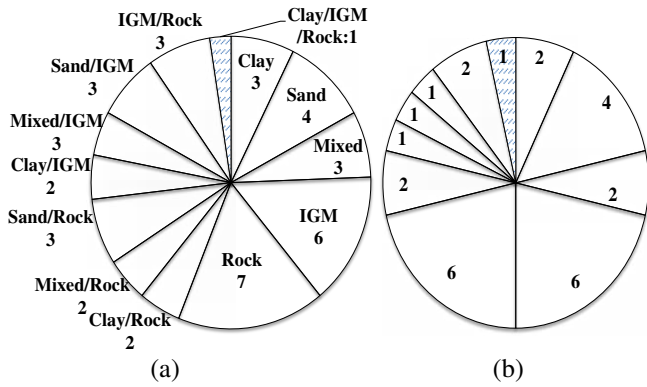 IGM/Rock
3
Clay/IGM
/Rock:1
Clay
3
Sand
4
Mixed
3
IGM
6
Rock
7
Clay/Rock
2
Mixed/Rock
2
Sand/Rock
3
Clay/IGM
2
Mixed/IGM
3
Sand/IGM
3
(a)
1
2
4
2
6
6
2
1
1
1
2
(b)